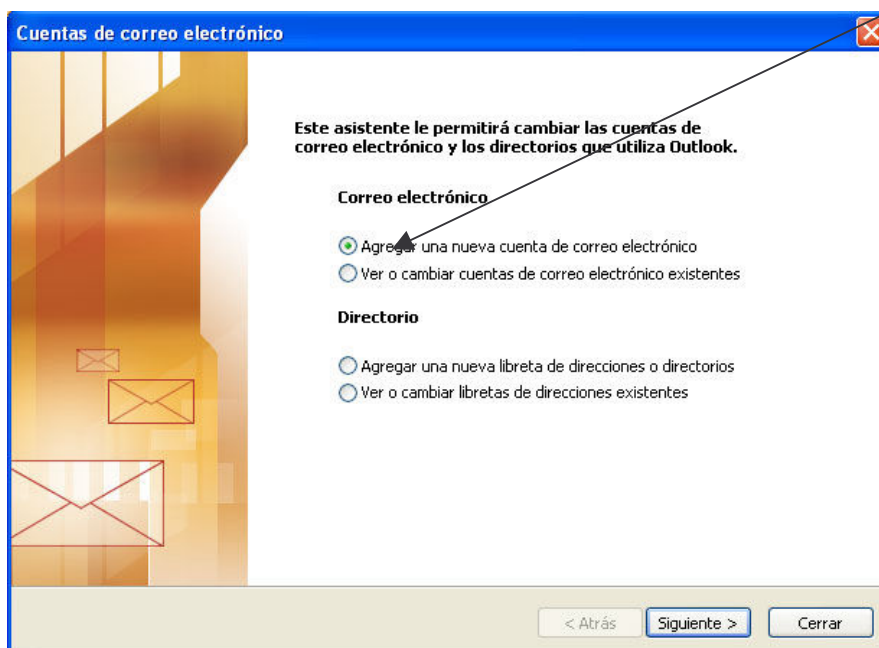 Cuentas de correo electrónico
Este asistente le permitirá cambiar las cuentas de
correo electrónico y los directorios que utiliza Outlook.
Correo electrónico
Agregar una nueva cuenta de correo electrónico
Ver o cambiar cuentas de correo electrónico existentes
Directorio
Agregar una nueva libreta de direcciones o directorios
Ver o cambiar libretas de direcciones existentes
< Atrás
Siguiente >
Cerrar